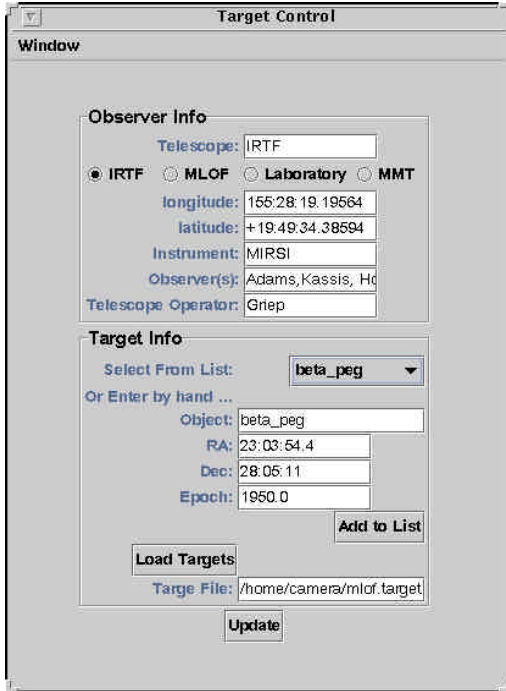 Target Control
Window
Observer Info
Telescope: IRTF
IRTF MLOF Laboratory MMT
longitude: 155:28:19.19564
latitude: +19:49:34.38594
Instrument: MIRSI
Observer(s): Adams,Kassis, Ho
Telescope Operator: Griep
Target Info
Select From List: beta_peg
Or Enter by hand ...
Object: beta_peg
RA: 23:03:54.4
Dec: 28:05:11
Epoch: 1950.0
Add to List
Load Targets
Targe File: /home/camera/mlof.target
Update